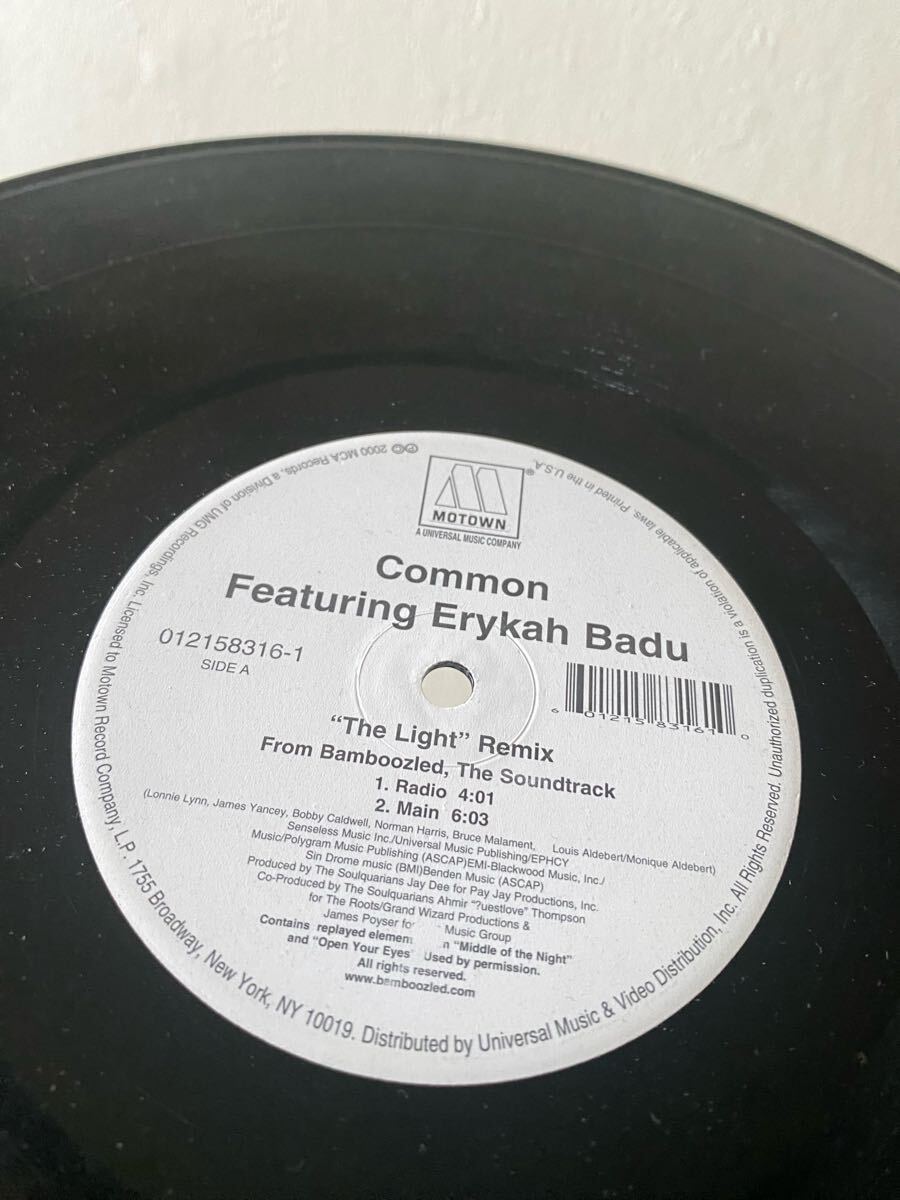 MOTOWN
A UNIVERSAL MUSIC COMPANY
Common
Featuring Erykah Badu
012158316-1
SIDE A
6 01215 83161 0
“The Light” Remix
From Bamboozled, The Soundtrack
1. Radio 4:01
2. Main 6:03
(Lonnie Lynn, James Yancey, Bobby Caldwell, Norman Harris, Bruce Malament, Louis Aldebert/Monique Aldebert)
Senseless Music Inc./Universal Music Publishing/EPHCY
Music/Polygram Music Publishing (ASCAP)EMI-Blackwood Music, Inc./
Sin Drome music (BMI)Benden Music (ASCAP)
Produced by The Soulquarians Jay Dee for Pay Jay Productions, Inc.
Co-Produced by The Soulquarians Ahmir “?uestlove” Thompson
for The Roots/Grand Wizard Productions &
James Poyser for Music Group
Contains replayed “Middle of the Night”
and “Open Your Eyes Used by permission.
All rights reserved.
www.bamboozled.com
℗© 2000 MCA Records, a Division of UMG Recordings, Inc. Licensed to Motown Record Company, L.P. 1755 Broadway, New York, NY 10019. Distributed by Universal Music & Video Distribution, Inc. All Rights Reserved. Unauthorized duplication is a violation of applicable laws. Printed in the U.S.A.